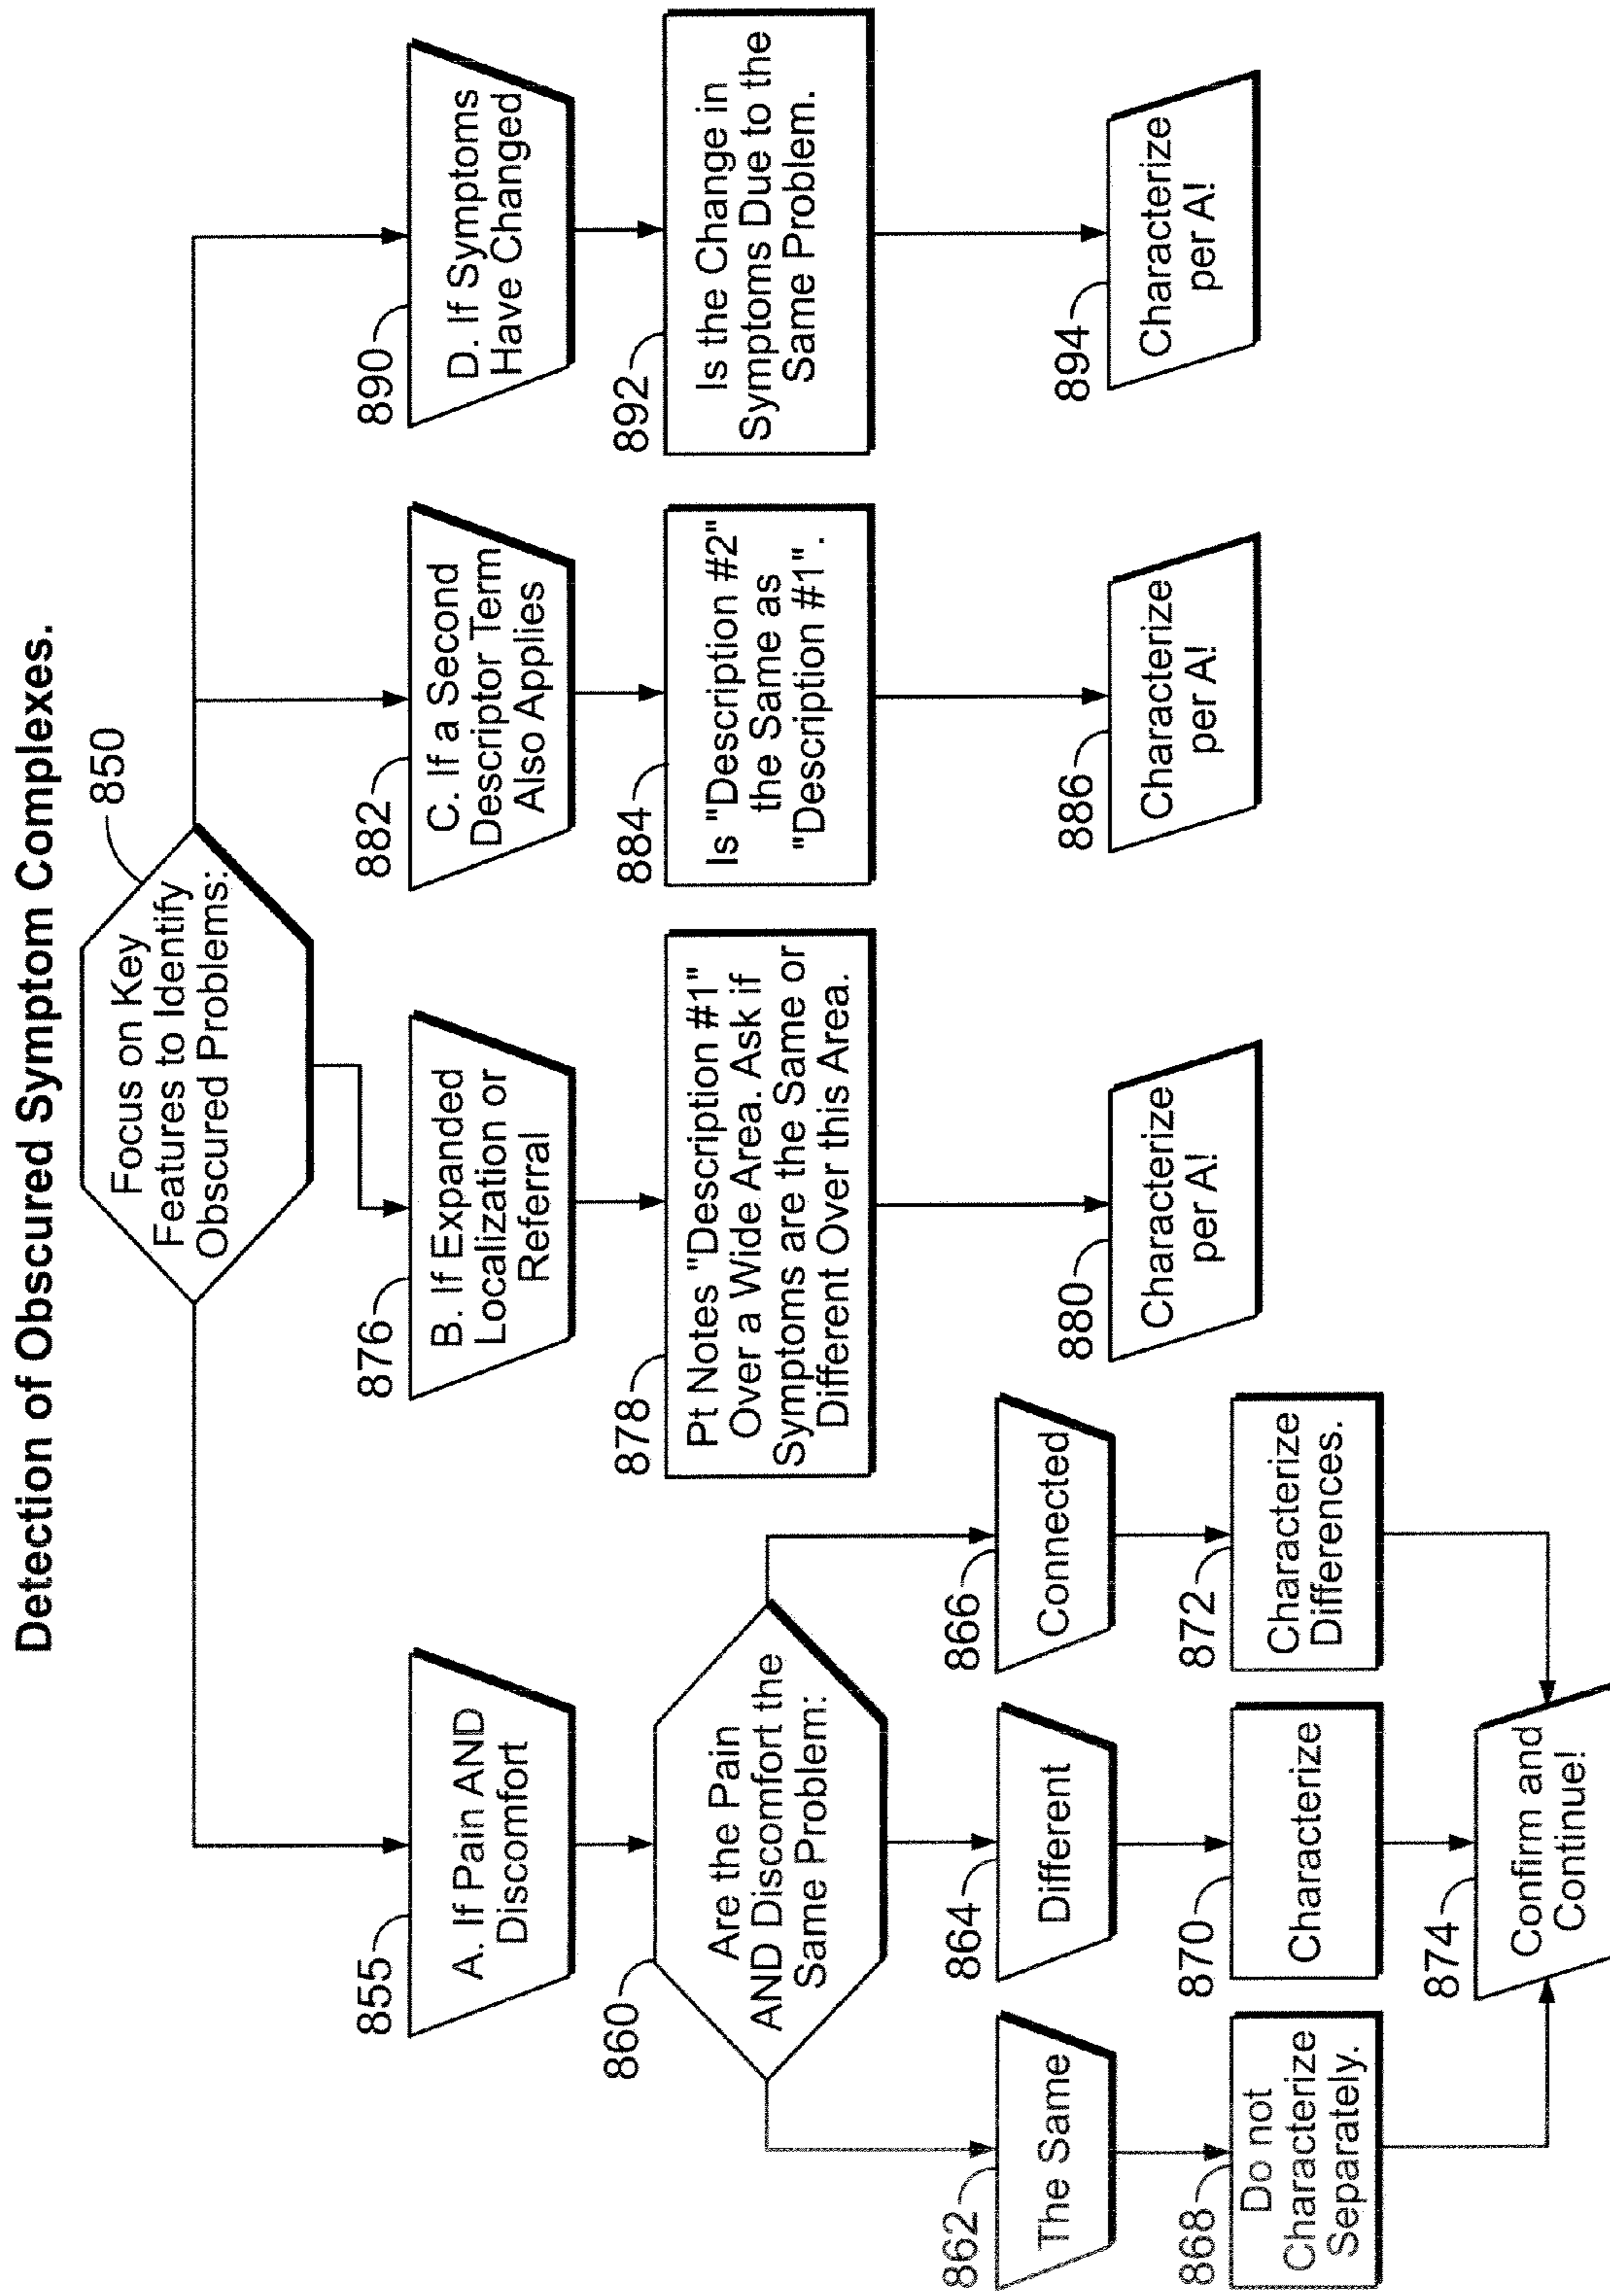 Detection of Obscured Symptom Complexes.
850
Focus on Key
Features to Identify
Obscured Problems:
855
A. If Pain AND
Discomfort
876
B. If Expanded
Localization or
Referral
882
C. If a Second
Descriptor Term
Also Applies
890
D. If Symptoms
Have Changed
860
Are the Pain
AND Discomfort the
Same Problem:
878
Pt Notes "Description #1"
Over a Wide Area. Ask if
Symptoms are the Same or
Different Over this Area.
884
Is "Description #2"
the Same as
"Description #1".
892
Is the Change in
Symptoms Due to the
Same Problem.
862
The Same
864
Different
866
Connected
880
Characterize
per A!
886
Characterize
per A!
894
Characterize
per A!
868
Do not
Characterize
Separately.
870
Characterize
872
Characterize
Differences.
874
Confirm and
Continue!